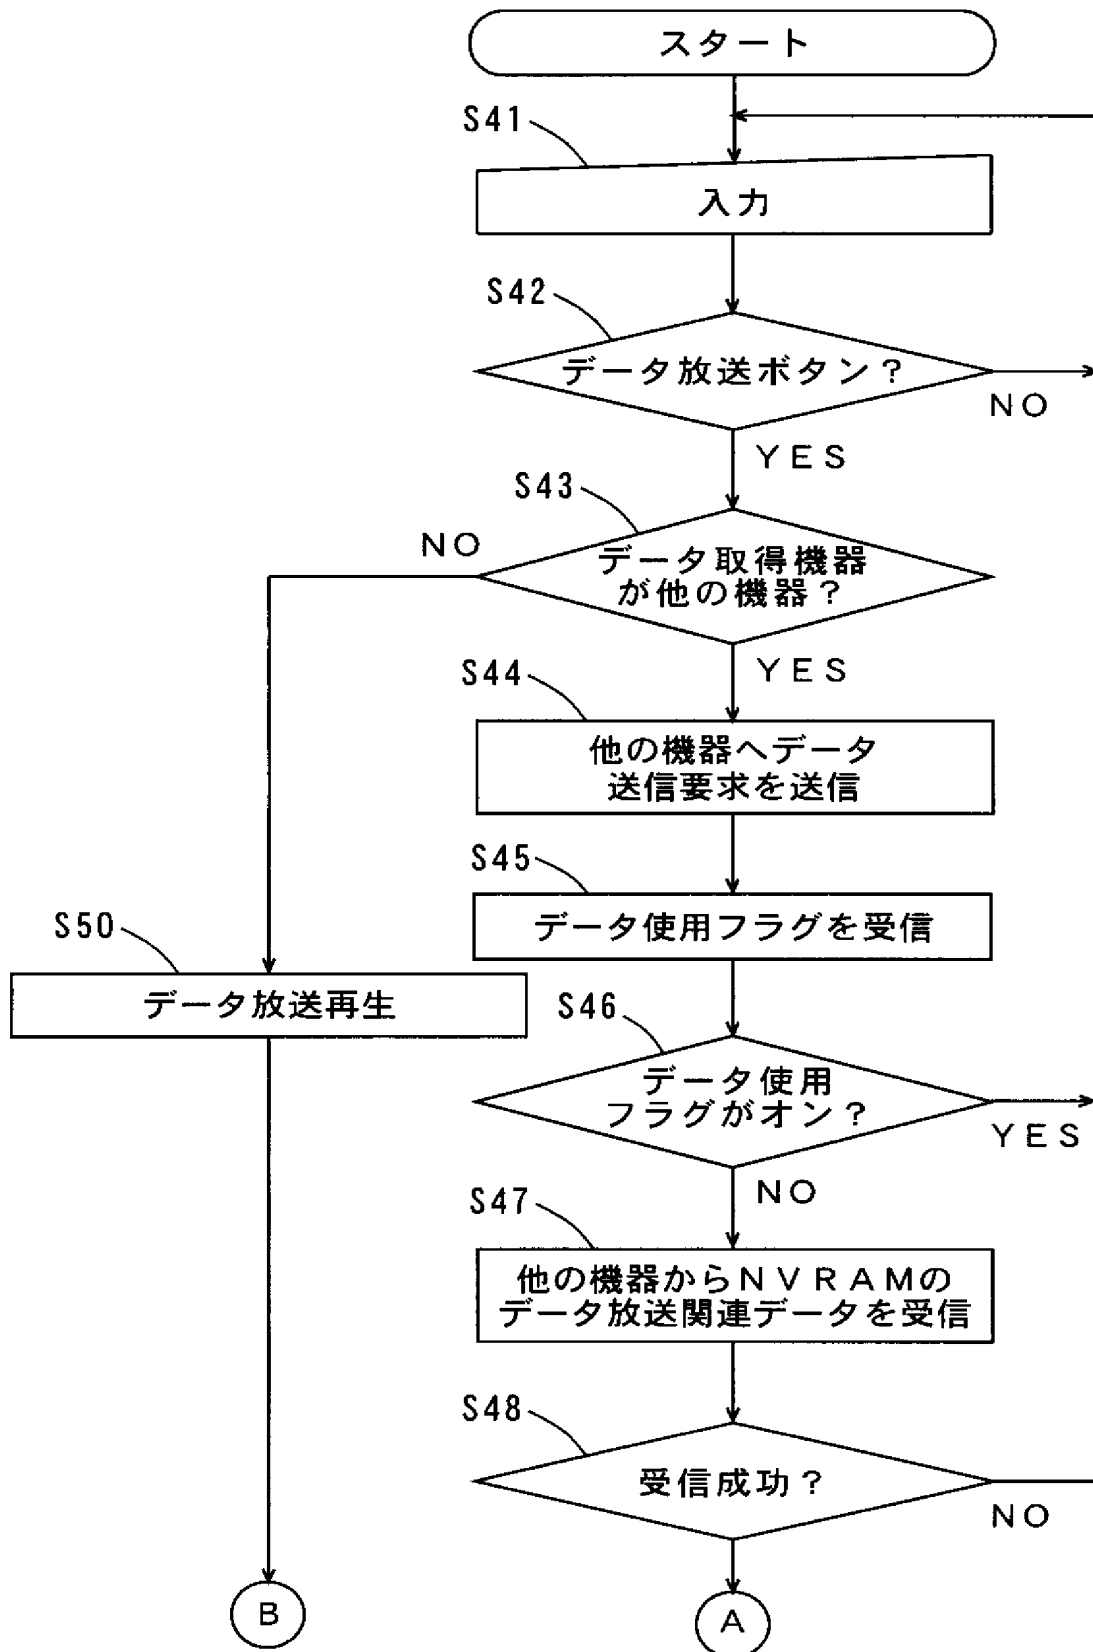 スタート
S41
入力
S42
データ放送ボタン？
NO
YES
S43
NO
データ取得機器
が他の機器？
YES
S44
他の機器へデータ
送信要求を送信
S45
データ使用フラグを受信
S50
データ放送再生
S46
データ使用
フラグがオン？
YES
NO
S47
他の機器からNVRAMの
データ放送関連データを受信
S48
受信成功？
NO
B
A